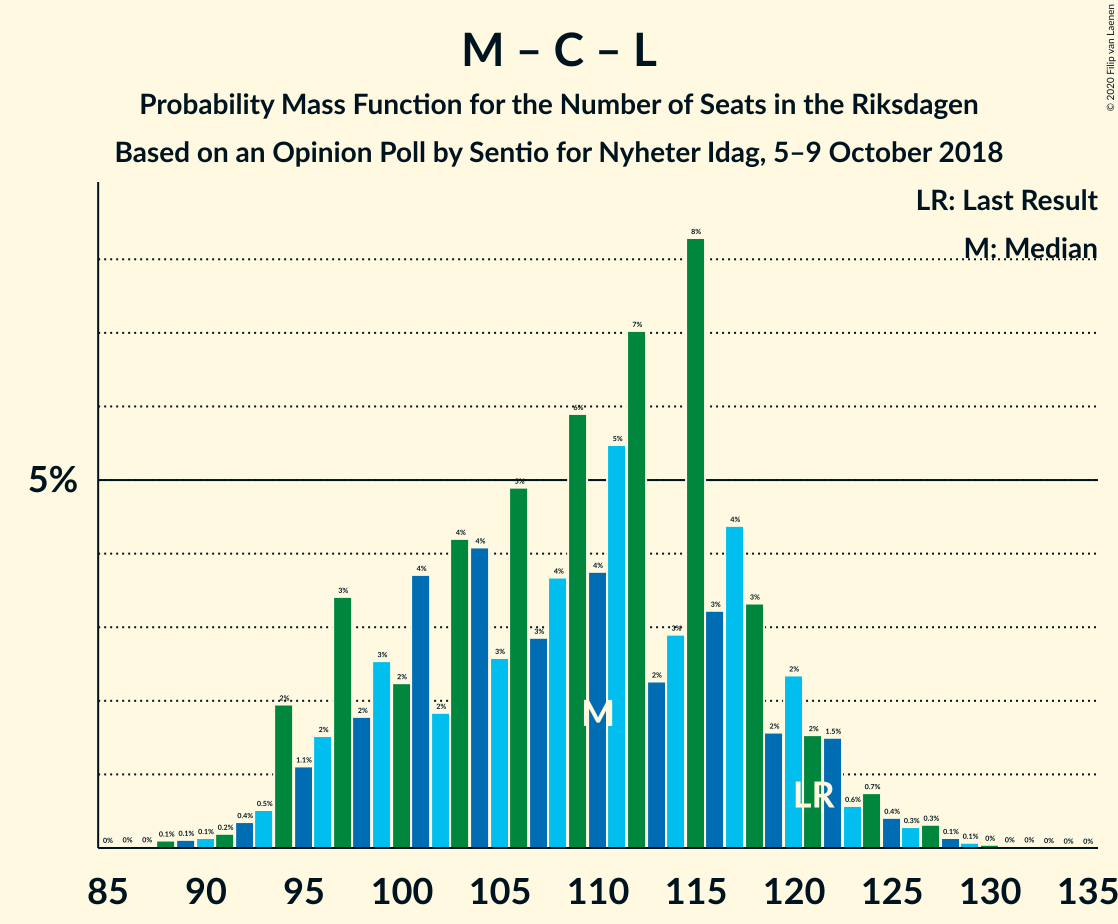 M – C – L
Probability Mass Function for the Number of Seats in the Riksdagen
Based on an Opinion Poll by Sentio for Nyheter Idag, 5–9 October 2018
© 2020 Filip van Laenen
LR: Last Result
M: Median
5%
0% 0% 0% 0.1% 0.1% 0.1% 0.2% 0.4% 0.5% 2% 1.1% 2% 3% 2% 3% 2% 4% 2% 4% 4% 3% 5% 3% 4% 6% 4% 5% 7% 2% 3% 8% 3% 4% 3% 2% 2% 2% 1.5% 0.6% 0.7% 0.4% 0.3% 0.3% 0.1% 0.1% 0% 0% 0% 0% 0% 0%
M
LR
85 90 95 100 105 110 115 120 125 130 135